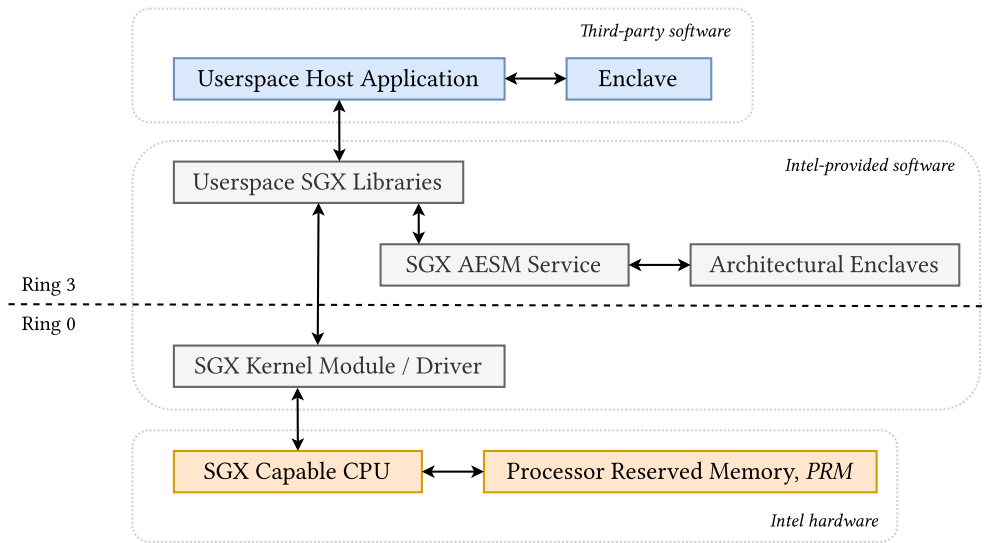 Third-party software
Userspace Host Application
Enclave
Intel-provided software
Userspace SGX Libraries
SGX AESM Service
Architectural Enclaves
Ring 3
Ring 0
SGX Kernel Module / Driver
SGX Capable CPU
Processor Reserved Memory, PRM
Intel hardware